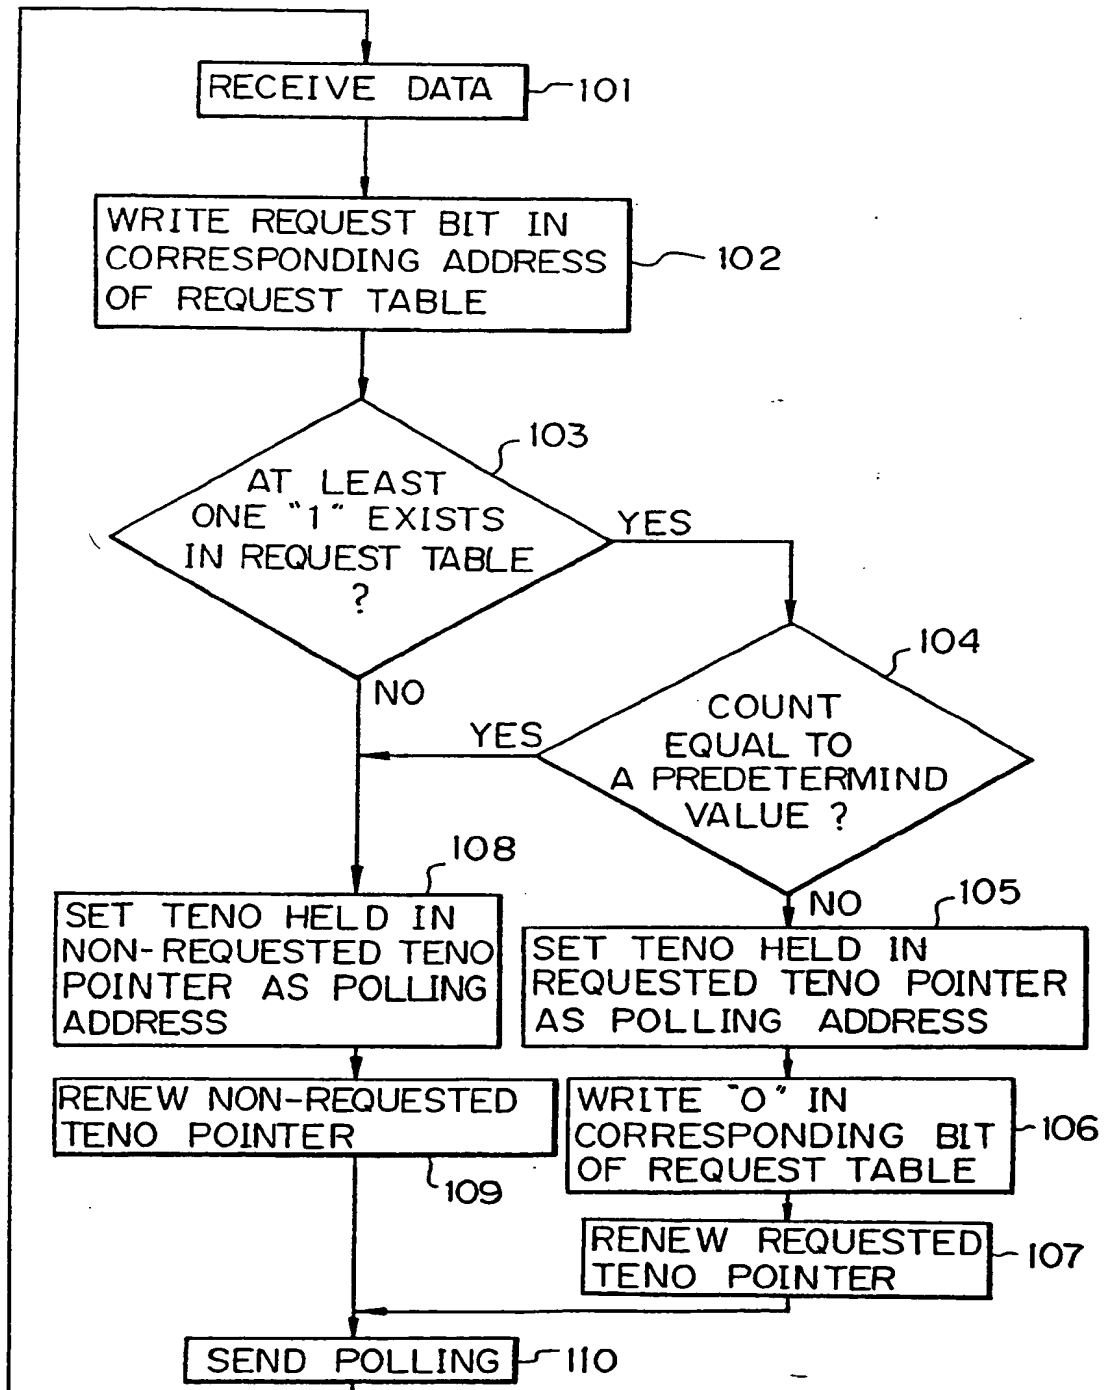 RECEIVE DATA
101
WRITE REQUEST BIT IN
CORRESPONDING ADDRESS
OF REQUEST TABLE
102
103
AT LEAST
ONE "1" EXISTS
IN REQUEST TABLE
?
YES
NO
104
COUNT
EQUAL TO
A PREDETERMIND
VALUE ?
YES
NO
108
SET TENO HELD IN
NON-REQUESTED TENO
POINTER AS POLLING
ADDRESS
105
SET TENO HELD IN
REQUESTED TENO POINTER
AS POLLING ADDRESS
RENEW NON-REQUESTED
TENO POINTER
109
WRITE "O" IN
CORRESPONDING BIT
OF REQUEST TABLE
106
RENEW REQUESTED
TENO POINTER
107
SEND POLLING
110